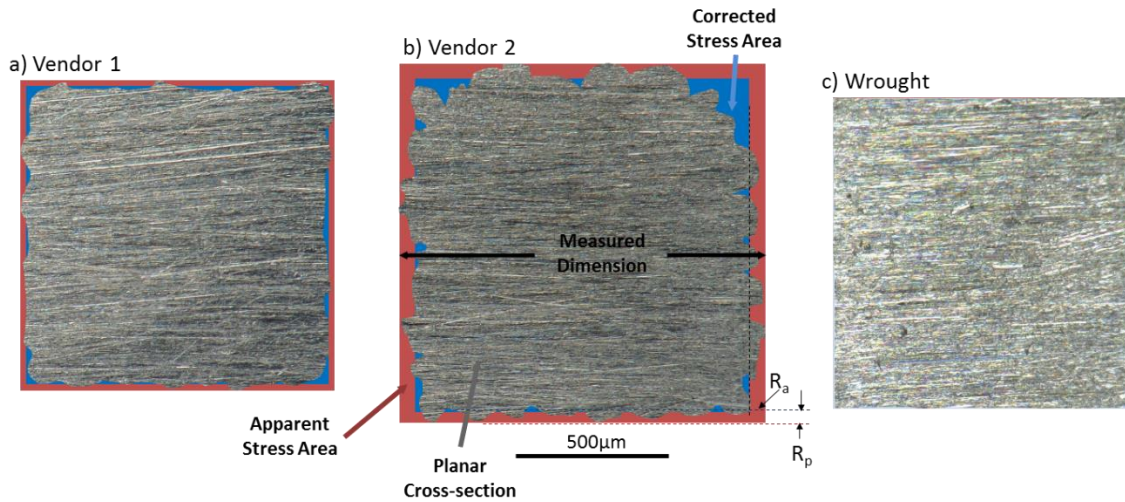 a) Vendor 1
b) Vendor 2
Corrected
Stress Area
c) Wrought
Measured
Dimension
Apparent
Stress Area
Planar
Cross-section
500µm
Rₐ
Rₚ